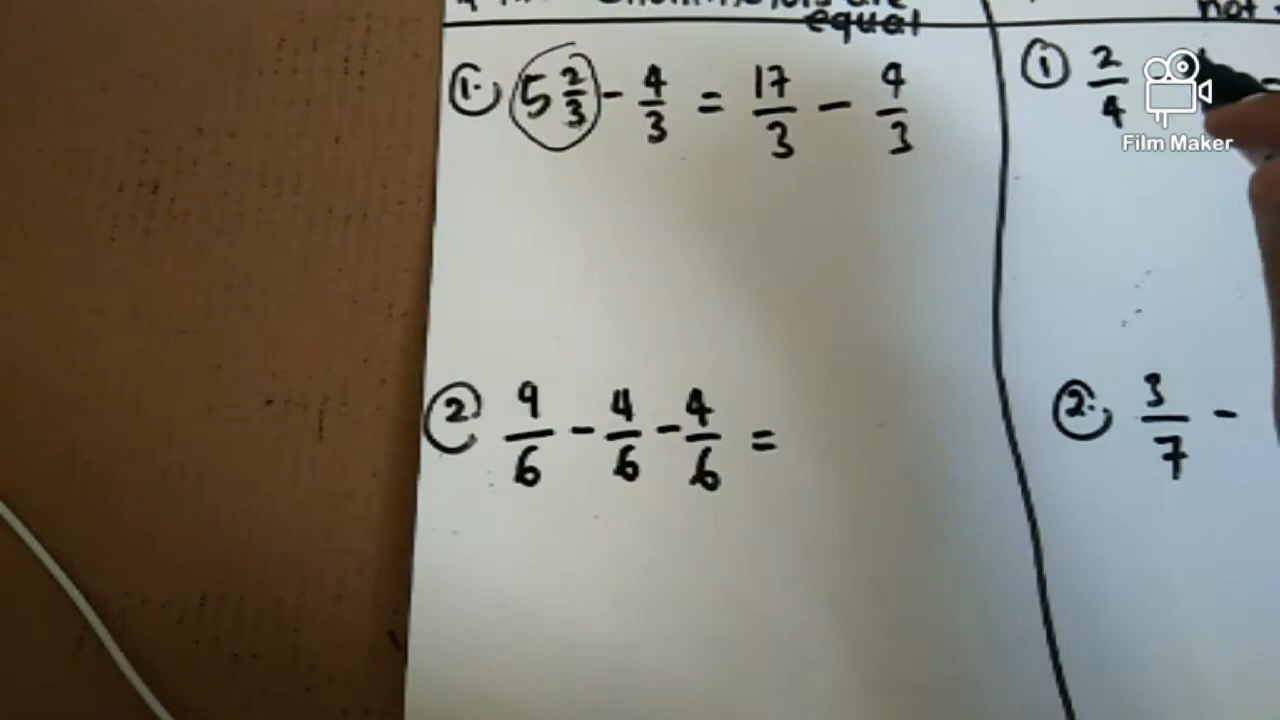 equal
not
① 5 2/3 - 4/3 = 17/3 - 4/3
① 2/4
Film Maker
② 9/6 - 4/6 - 4/6 =
② 3/7 -